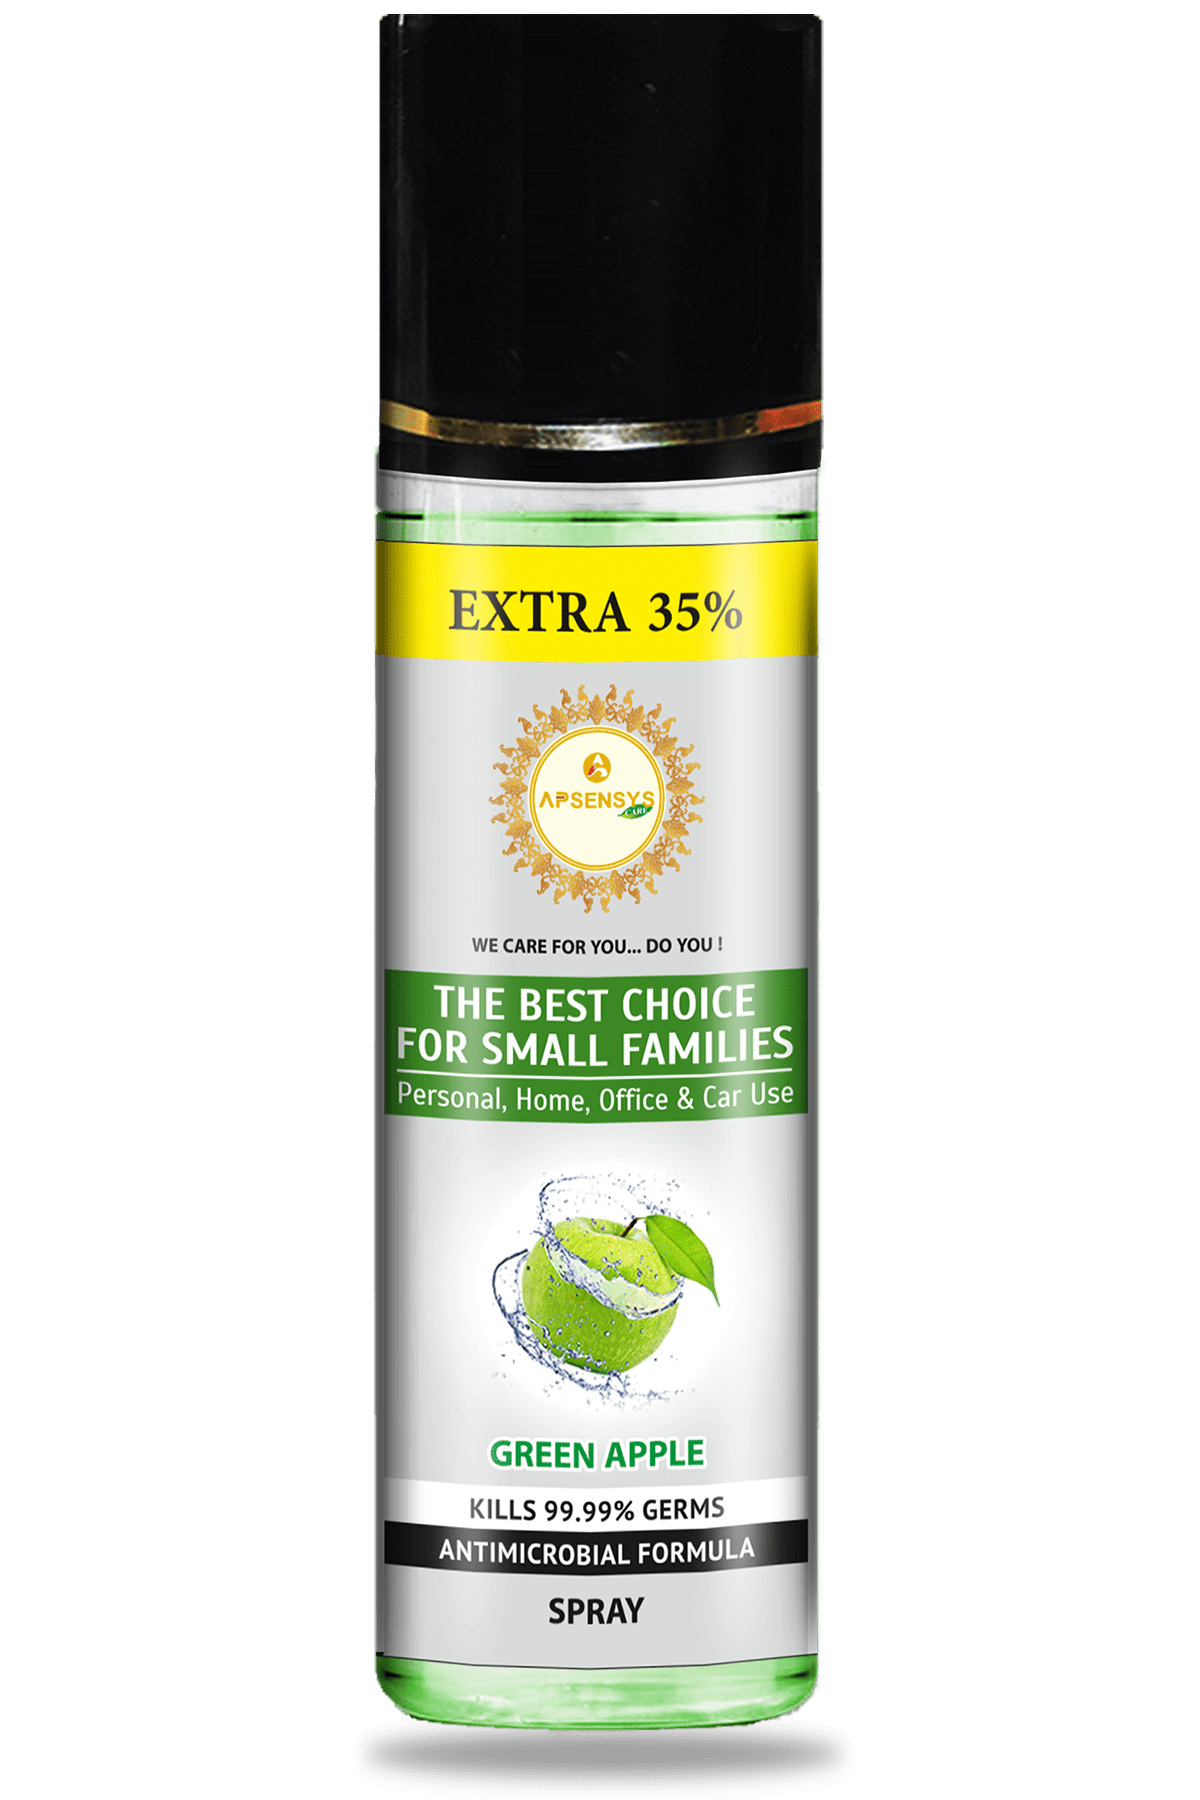 EXTRA 35%
APSENSYS
CARE
WE CARE FOR YOU... DO YOU !
THE BEST CHOICE
FOR SMALL FAMILIES
Personal, Home, Office & Car Use
GREEN APPLE
KILLS 99.99% GERMS
ANTIMICROBIAL FORMULA
SPRAY